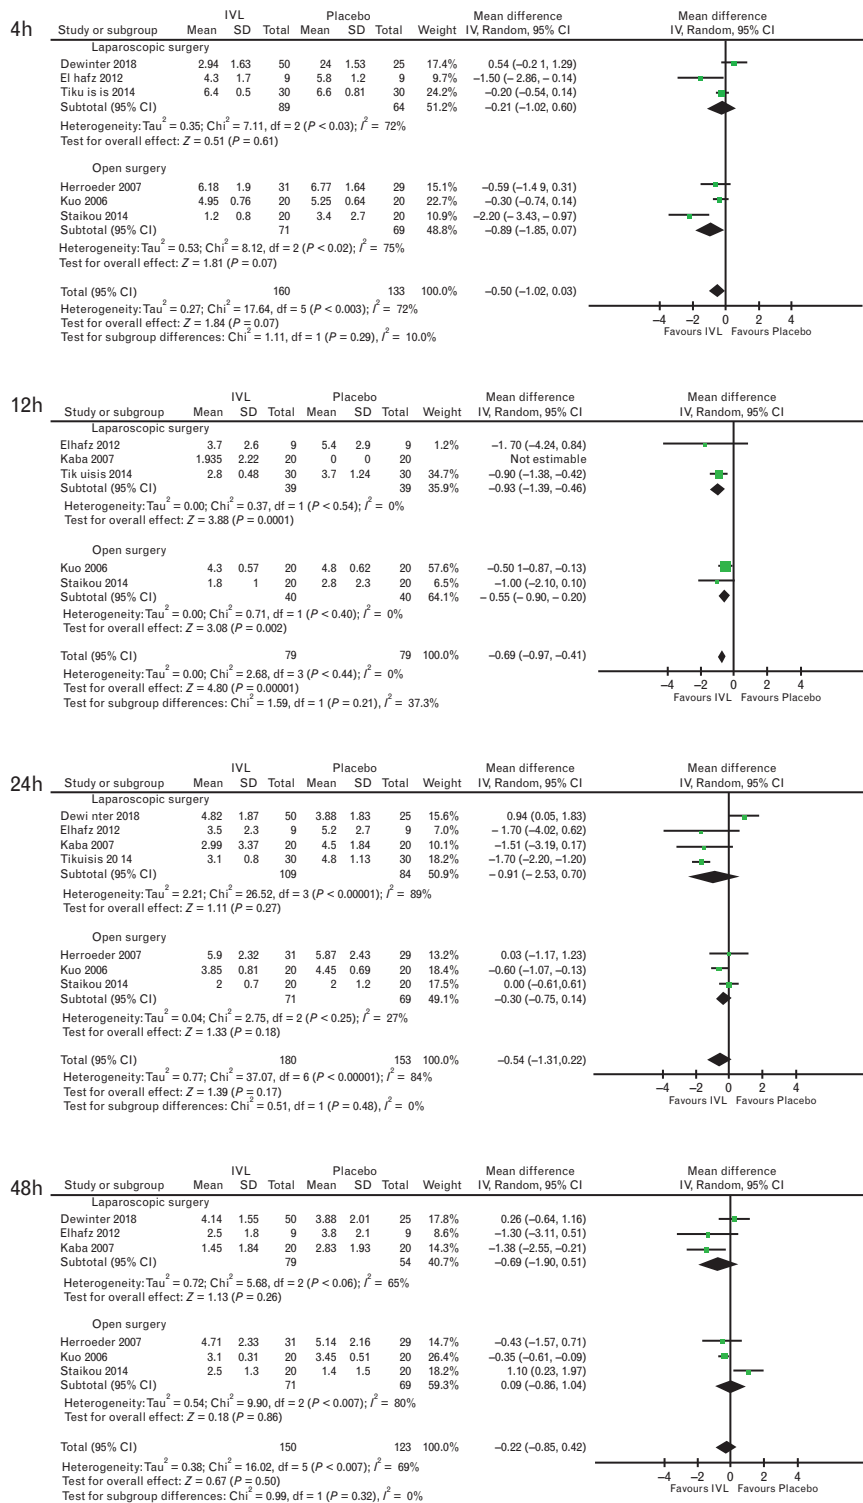 4h
IVL Placebo Mean difference Mean difference
Study or subgroup Mean SD Total Mean SD Total Weight IV, Random, 95% CI IV, Random, 95% CI
Laparoscopic surgery
Dewinter 2018 2.94 1.63 50 24 1.53 25 17.4% 0.54 (−0.2 1, 1.29)
El hafz 2012 4.3 1.7 9 5.8 1.2 9 9.7% −1.50 (− 2.86, − 0.14)
Tiku is is 2014 6.4 0.5 30 6.6 0.81 30 24.2% −0.20 (−0.54, 0.14)
Subtotal (95% CI) 89 64 51.2% −0.21 (−1.02, 0.60)
Heterogeneity: Tau² = 0.35; Chi² = 7.11, df = 2 (P < 0.03); I² = 72%
Test for overall effect: Z = 0.51 (P = 0.61)
Open surgery
Herroeder 2007 6.18 1.9 31 6.77 1.64 29 15.1% −0.59 (−1.4 9, 0.31)
Kuo 2006 4.95 0.76 20 5.25 0.64 20 22.7% −0.30 (−0.74, 0.14)
Staikou 2014 1.2 0.8 20 3.4 2.7 20 10.9% −2.20 (− 3.43, − 0.97)
Subtotal (95% CI) 71 69 48.8% −0.89 (−1.85, 0.07)
Heterogeneity: Tau² = 0.53; Chi² = 8.12, df = 2 (P < 0.02); I² = 75%
Test for overall effect: Z = 1.81 (P = 0.07)
Total (95% CI) 160 133 100.0% −0.50 (−1.02, 0.03)
Heterogeneity: Tau² = 0.27; Chi² = 17.64, df = 5 (P < 0.003); I² = 72%
Test for overall effect: Z = 1.84 (P = 0.07)
Test for subgroup differences: Chi² = 1.11, df = 1 (P = 0.29), I² = 10.0%
−4 −2 0 2 4
Favours IVL Favours Placebo
12h
IVL Placebo Mean difference Mean difference
Study or subgroup Mean SD Total Mean SD Total Weight IV, Random, 95% CI IV, Random, 95% CI
Laparoscopic surgery
Elhafz 2012 3.7 2.6 9 5.4 2.9 9 1.2% −1. 70 (−4.24, 0.84)
Kaba 2007 1.935 2.22 20 0 0 20 Not estimable
Tik uisis 2014 2.8 0.48 30 3.7 1.24 30 34.7% −0.90 (−1.38, −0.42)
Subtotal (95% CI) 39 39 35.9% −0.93 (−1.39, −0.46)
Heterogeneity: Tau² = 0.00; Chi² = 0.37, df = 1 (P < 0.54); I² = 0%
Test for overall effect: Z = 3.88 (P = 0.0001)
Open surgery
Kuo 2006 4.3 0.57 20 4.8 0.62 20 57.6% −0.50 1−0.87, −0.13)
Staikou 2014 1.8 1 20 2.8 2.3 20 6.5% −1.00 (−2.10, 0.10)
Subtotal (95% CI) 40 40 64.1% − 0.55 (− 0.90, − 0.20)
Heterogeneity: Tau² = 0.00; Chi² = 0.71, df = 1 (P < 0.40); I² = 0%
Test for overall effect: Z = 3.08 (P = 0.002)
Total (95% CI) 79 79 100.0% −0.69 (−0.97, −0.41)
Heterogeneity: Tau² = 0.00; Chi² = 2.68, df = 3 (P < 0.44); I² = 0%
Test for overall effect: Z = 4.80 (P = 0.00001)
Test for subgroup differences: Chi² = 1.59, df = 1 (P = 0.21), I² = 37.3%
−4 −2 0 2 4
Favours IVL Favours Placebo
24h
IVL Placebo Mean difference Mean difference
Study or subgroup Mean SD Total Mean SD Total Weight IV, Random, 95% CI IV, Random, 95% CI
Laparoscopic surgery
Dewi nter 2018 4.82 1.87 50 3.88 1.83 25 15.6% 0.94 (0.05, 1.83)
Elhafz 2012 3.5 2.3 9 5.2 2.7 9 7.0% − 1.70 (−4.02, 0.62)
Kaba 2007 2.99 3.37 20 4.5 1.84 20 10.1% −1.51 (−3.19, 0.17)
Tikuisis 20 14 3.1 0.8 30 4.8 1.13 30 18.2% −1.70 (−2.20, −1.20)
Subtotal (95% CI) 109 84 50.9% − 0.91 (− 2.53, 0.70)
Heterogeneity: Tau² = 2.21; Chi² = 26.52, df = 3 (P < 0.00001); I² = 89%
Test for overall effect: Z = 1.11 (P = 0.27)
Open surgery
Herroeder 2007 5.9 2.32 31 5.87 2.43 29 13.2% 0.03 (−1.17, 1.23)
Kuo 2006 3.85 0.81 20 4.45 0.69 20 18.4% −0.60 (−1.07, −0.13)
Staikou 2014 2 0.7 20 2 1.2 20 17.5% 0.00 (−0.61,0.61)
Subtotal (95% CI) 71 69 49.1% −0.30 (−0.75, 0.14)
Heterogeneity: Tau² = 0.04; Chi² = 2.75, df = 2 (P < 0.25); I² = 27%
Test for overall effect: Z = 1.33 (P = 0.18)
Total (95% CI) 180 153 100.0% −0.54 (−1.31,0.22)
Heterogeneity: Tau² = 0.77; Chi² = 37.07, df = 6 (P < 0.00001); I² = 84%
Test for overall effect: Z = 1.39 (P = 0.17)
Test for subgroup differences: Chi² = 0.51, df = 1 (P = 0.48), I² = 0%
−4 −2 0 2 4
Favours IVL Favours Placebo
48h
IVL Placebo Mean difference Mean difference
Study or subgroup Mean SD Total Mean SD Total Weight IV, Random, 95% CI IV, Random, 95% CI
Laparoscopic surgery
Dewinter 2018 4.14 1.55 50 3.88 2.01 25 17.8% 0.26 (−0.64, 1.16)
Elhafz 2012 2.5 1.8 9 3.8 2.1 9 8.6% −1.30 (−3.11, 0.51)
Kaba 2007 1.45 1.84 20 2.83 1.93 20 14.3% −1.38 (−2.55, −0.21)
Subtotal (95% CI) 79 54 40.7% −0.69 (−1.90, 0.51)
Heterogeneity: Tau² = 0.72; Chi² = 5.68, df = 2 (P < 0.06); I² = 65%
Test for overall effect: Z = 1.13 (P = 0.26)
Open surgery
Herroeder 2007 4.71 2.33 31 5.14 2.16 29 14.7% −0.43 (−1.57, 0.71)
Kuo 2006 3.1 0.31 20 3.45 0.51 20 26.4% −0.35 (−0.61, −0.09)
Staikou 2014 2.5 1.3 20 1.4 1.5 20 18.2% 1.10 (0.23, 1.97)
Subtotal (95% CI) 71 69 59.3% 0.09 (−0.86, 1.04)
Heterogeneity: Tau² = 0.54; Chi² = 9.90, df = 2 (P < 0.007); I² = 80%
Test for overall effect: Z = 0.18 (P = 0.86)
Total (95% CI) 150 123 100.0% −0.22 (−0.85, 0.42)
Heterogeneity: Tau² = 0.38; Chi² = 16.02, df = 5 (P < 0.007); I² = 69%
Test for overall effect: Z = 0.67 (P = 0.50)
Test for subgroup differences: Chi² = 0.99, df = 1 (P = 0.32), I² = 0%
−4 −2 0 2 4
Favours IVL Favours Placebo